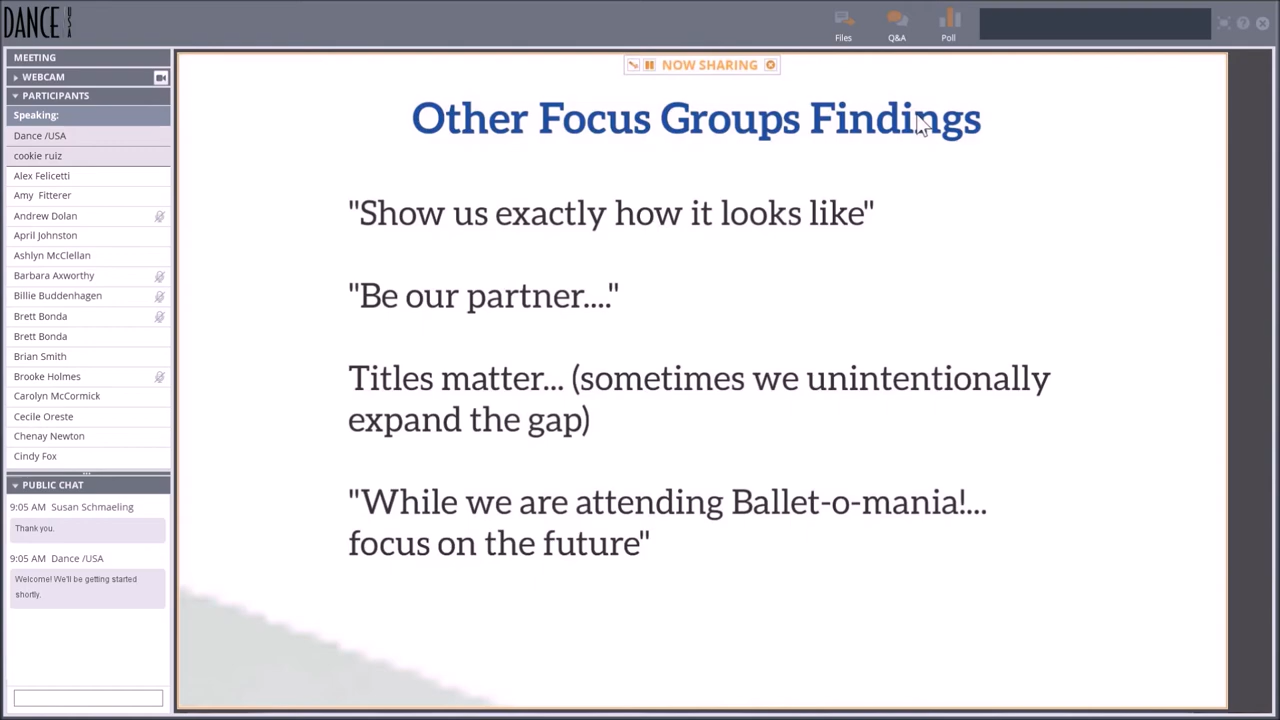 DANCE USA
Files
Q&A
Poll
MEETING
WEBCAM
PARTICIPANTS
Speaking:
Dance /USA
cookie ruiz
Alex Felicetti
Amy Fitterer
Andrew Dolan
April Johnston
Ashlyn McClellan
Barbara Axworthy
Billie Buddenhagen
Brett Bonda
Brett Bonda
Brian Smith
Brooke Holmes
Carolyn McCormick
Cecile Oreste
Chenay Newton
Cindy Fox
PUBLIC CHAT
9:05 AM Susan Schmaeling
Thank you.
9:05 AM Dance /USA
Welcome! We'll be getting started
shortly.
NOW SHARING
Other Focus Groups Findings
"Show us exactly how it looks like"
"Be our partner...."
Titles matter... (sometimes we unintentionally
expand the gap)
"While we are attending Ballet-o-mania!...
focus on the future"